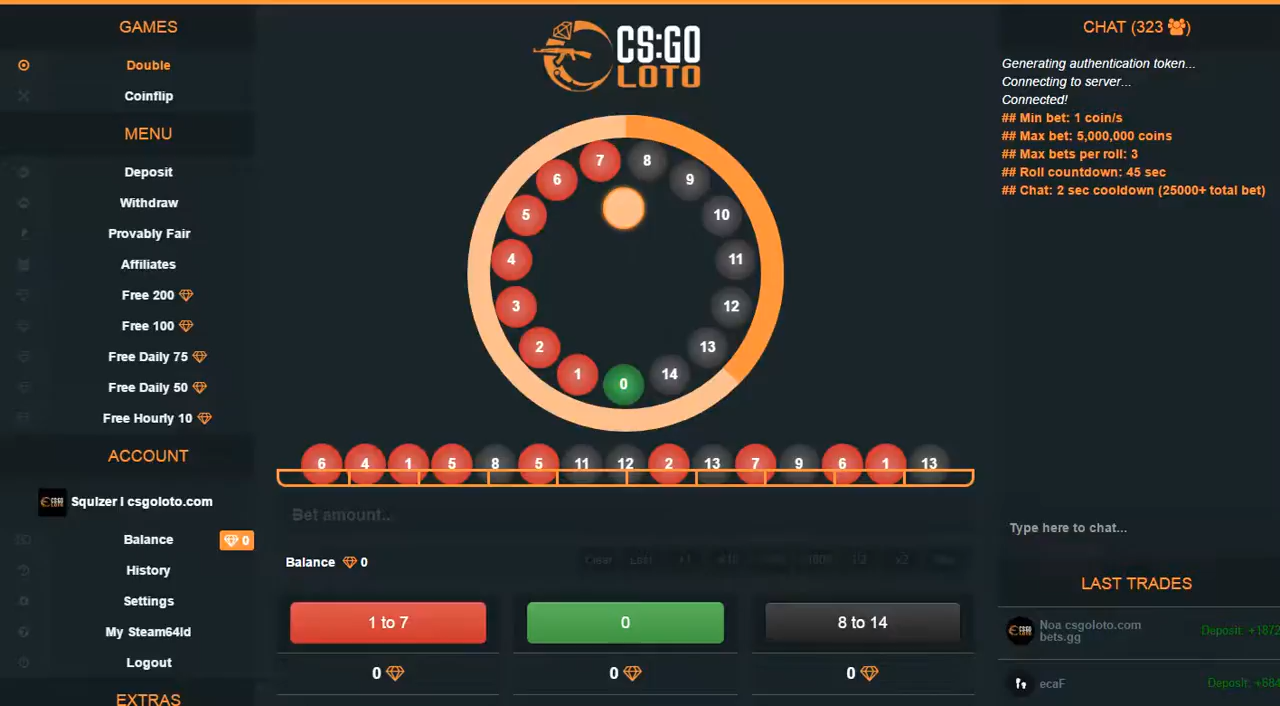 GAMES
Double
Coinflip
MENU
Deposit
Withdraw
Provably Fair
Affiliates
Free 200
Free 100
Free Daily 75
Free Daily 50
Free Hourly 10
ACCOUNT
Squizer I csgoloto.com
Balance 0
History
Settings
My Steam64Id
Logout
EXTRAS
CS:GO
LOTO
7 8
6 9
5 10
4 11
3 12
2 13
1 0 14
6 4 1 5 8 5 11 12 2 13 7 9 6 1 13
Bet amount..
Balance 0
Clear Last +1 +10 1/2 x2
1 to 7 0 8 to 14
0 0 0
CHAT (323)
Generating authentication token...
Connecting to server...
Connected!
## Min bet: 1 coin/s
## Max bet: 5,000,000 coins
## Max bets per roll: 3
## Roll countdown: 45 sec
## Chat: 2 sec cooldown (25000+ total bet)
Type here to chat...
LAST TRADES
Noa csgoloto.com
bets.gg
Deposit: +1872
ecaF
Deposit: +684